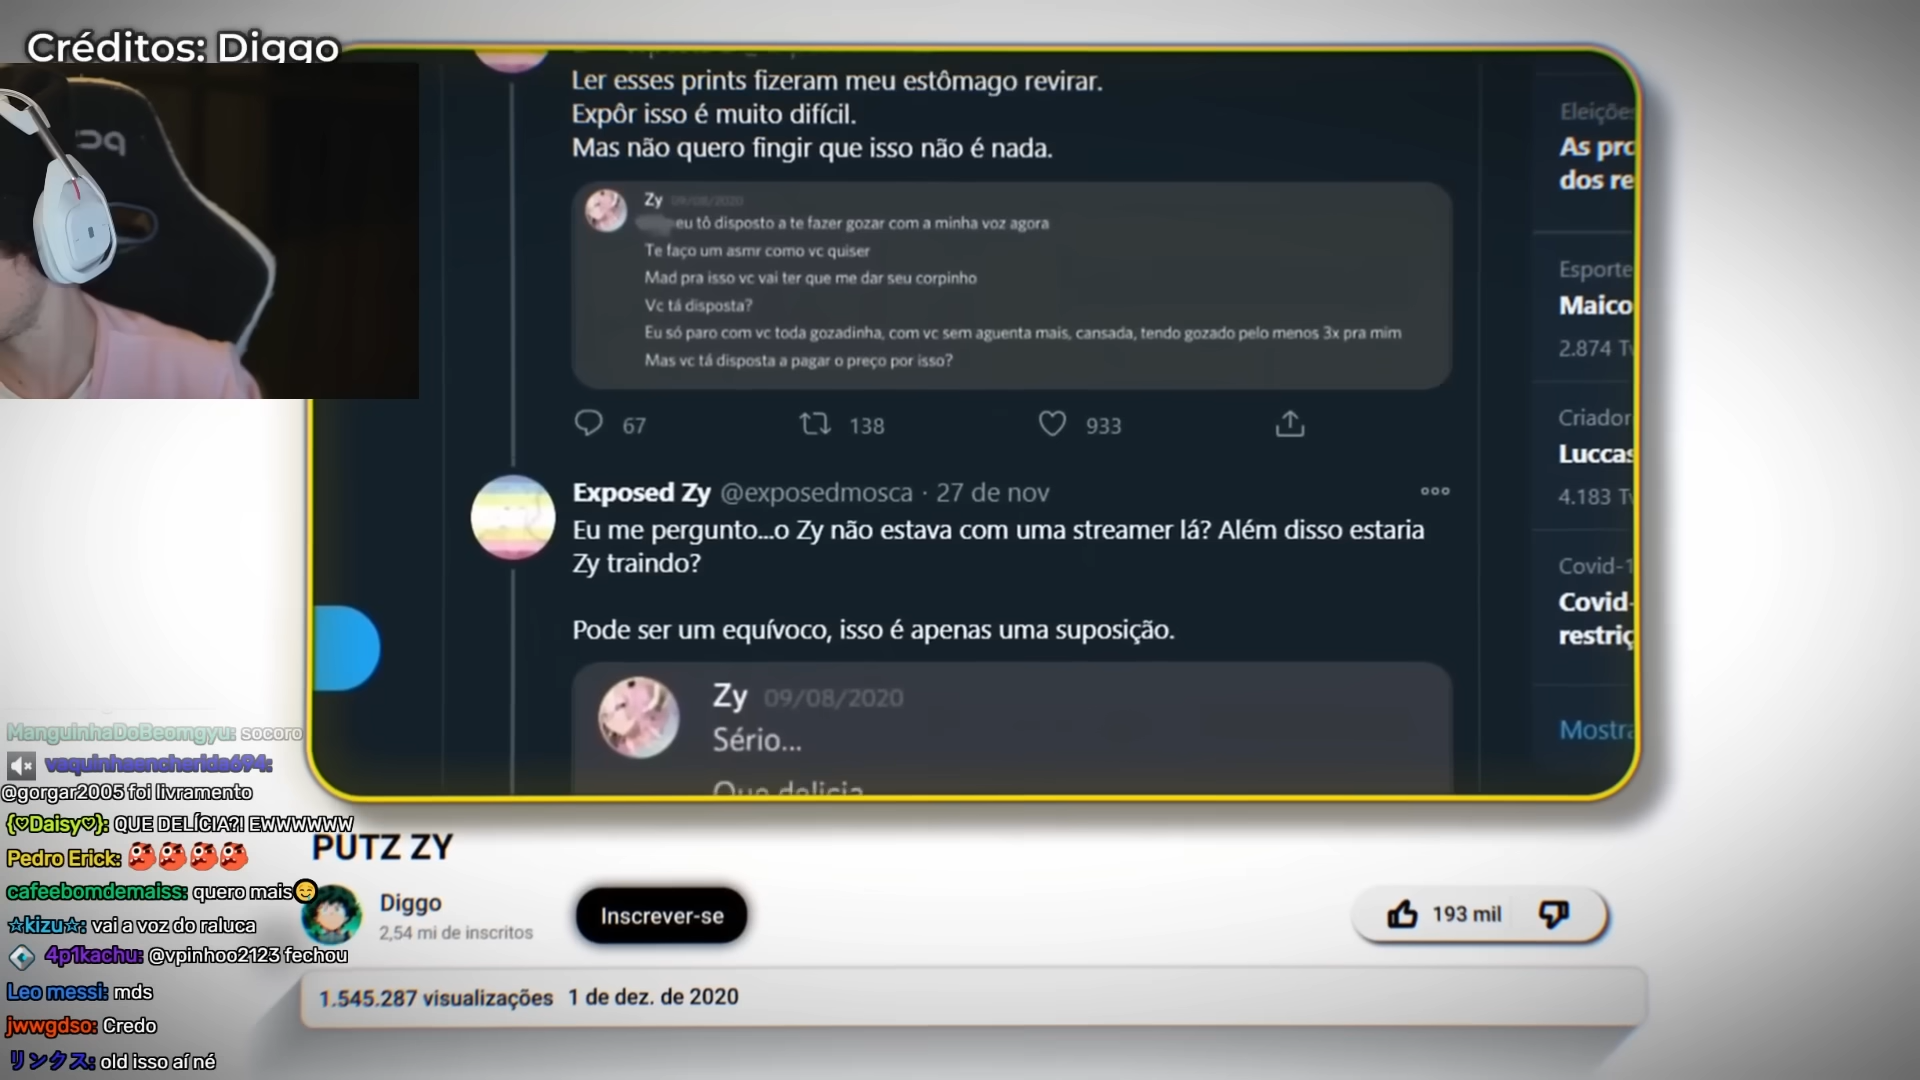 Créditos: Diggo
Ler esses prints fizeram meu estômago revirar.
Expôr isso é muito difícil.
Mas não quero fingir que isso não é nada.
Zy 09/08/2020
eu tô disposto a te fazer gozar com a minha voz agora
Te faço um asmr como vc quiser
Mad pra isso vc vai ter que me dar seu corpinho
Vc tá disposta?
Eu só paro com vc toda gozadinha, com vc sem aguenta mais, cansada, tendo gozado pelo menos 3x pra mim
Mas vc tá disposta a pagar o preço por isso?
67 138 933
Exposed Zy @exposedmosca · 27 de nov
Eu me pergunto...o Zy não estava com uma streamer lá? Além disso estaria
Zy traindo?
Pode ser um equívoco, isso é apenas uma suposição.
Zy 09/08/2020
Sério...
Que delicia
Eleições
As pro
dos re
Esporte
Maico
2.874 Tw
Criador
Luccas
4.183 Tw
Covid-1
Covid-
restriç
Mostra
ManguinhaDoBeomgyu: socoro
vaquinhaencherida694:
@gorgar2005 foi livramento
{♡Daisy♡}: QUE DELÍCIA?! EWWWWWW
Pedro Erick:
cafeebomdemaiss: quero mais
☆kizu☆: vai a voz do raluca
4p1kachu: @vpinhoo2123 fechou
Leo messi: mds
jwwgdso: Credo
リンクス: old isso aí né
PUTZ ZY
Diggo
2,54 mi de inscritos
Inscrever-se
193 mil
1.545.287 visualizações 1 de dez. de 2020